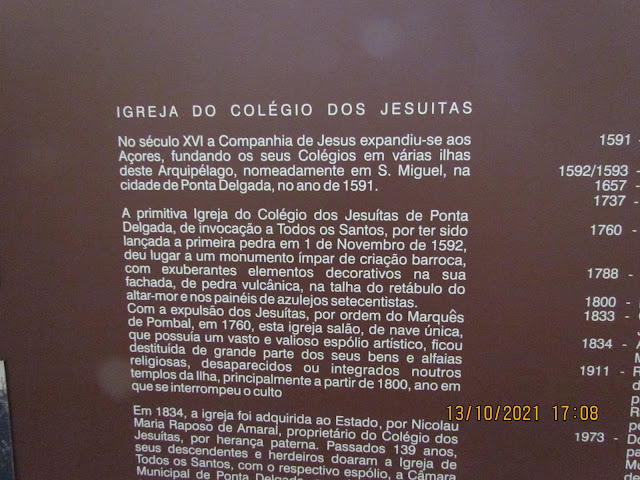 IGREJA DO COLÉGIO DOS JESUITAS
No século XVI a Companhia de Jesus expandiu-se aos
Açores, fundando os seus Colégios em várias ilhas
deste Arquipélago, nomeadamente em S. Miguel, na
cidade de Ponta Delgada, no ano de 1591.
A primitiva Igreja do Colégio dos Jesuítas de Ponta
Delgada, de invocação a Todos os Santos, por ter sido
lançada a primeira pedra em 1 de Novembro de 1592,
deu lugar a um monumento ímpar de criação barroca,
com exuberantes elementos decorativos na sua
fachada, de pedra vulcânica, na talha do retábulo do
altar-mor e nos painéis de azulejos setecentistas.
Com a expulsão dos Jesuítas, por ordem do Marquês
de Pombal, em 1760, esta igreja salão, de nave única,
que possuía um vasto e valioso espólio artístico, ficou
destituída de grande parte dos seus bens e alfaias
religiosas, desaparecidos ou integrados noutros
templos da Ilha, principalmente a partir de 1800, ano em
que se interrompeu o culto
Em 1834, a igreja foi adquirida ao Estado, por Nicolau
Maria Raposo de Amaral, proprietário do Colégio dos
Jesuítas, por herança paterna. Passados 139 anos,
seus descendentes e herdeiros doaram a Igreja de
Todos os Santos, com o respectivo espólio, a Câmara
Municipal de Ponta Delgada
1591 -
1592/1593 -
1657 -
1737 -
1760 -
1788 -
1800 -
1833 -
1834 -
1911 -
1973 -
13/10/2021 17:08